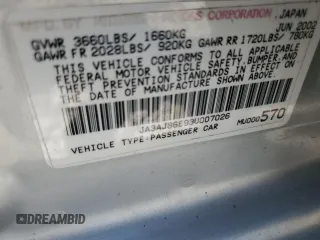 S CORPORATION, JAPAN
GVWR 3660LBS/ 1660KG JUN 2002
GAWR FR 2028LBS/ 920KG GAWR RR 1720LBS/ 780KG
THIS VEHICLE CONFORMS TO ALL APPLICABLE
FEDERAL MOTOR VEHICLE SAFETY, BUMPER AND
THEFT PREVENTION STANDARDS IN EFFECT ON
THE DATE OF MANUFACTURE SHOWN ABOVE.
JA3AJ86E93U007026 MU000570
VEHICLE TYPE:PASSENGER CAR
© DREAMBID